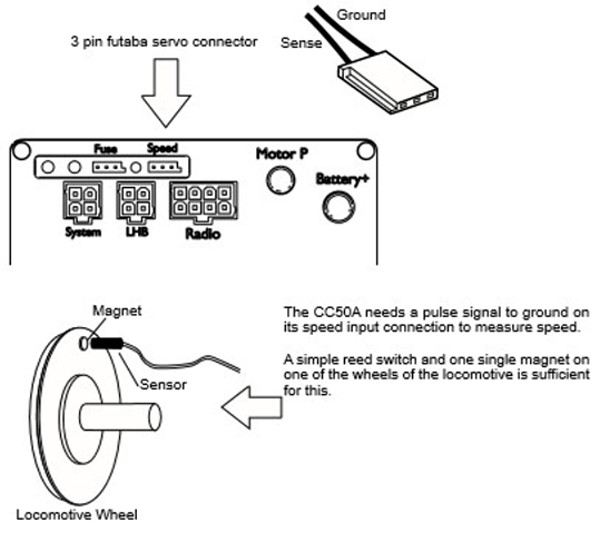 Ground
3 pin futaba servo connector
Sense
Fuse
Speed
Motor P
Battery+
System
LHB
Radio
Magnet
Sensor
Locomotive Wheel
The CC50A needs a pulse signal to ground on
its speed input connection to measure speed.
A simple reed switch and one single magnet on
one of the wheels of the locomotive is sufficient
for this.